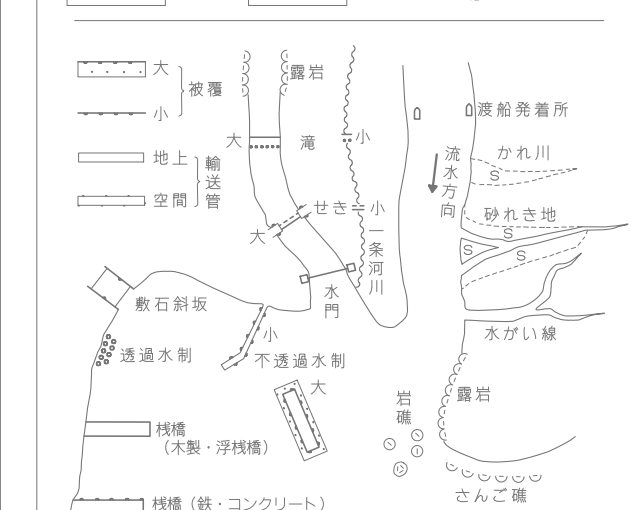 大
被覆
小
地上
輸送管
空間
露岩
大
滝
小
せき
小
大
一条河川
水門
渡船発着所
流水方向
かれ川
S
砂れき地
S
S
S
水がい線
敷石斜坂
小
透過水制
不透過水制
大
岩礁
露岩
桟橋
(木製・浮桟橋)
さんご礁
桟橋(鉄・コンクリート)